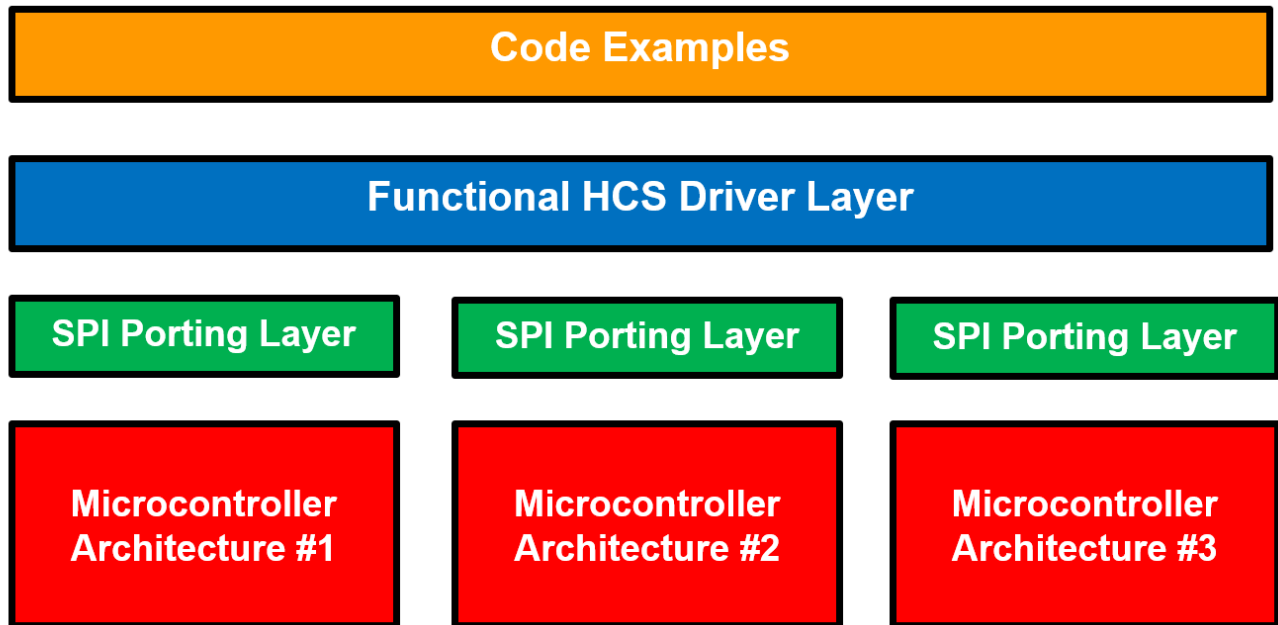 Code Examples
Functional HCS Driver Layer
SPI Porting Layer
SPI Porting Layer
SPI Porting Layer
Microcontroller
Architecture #1
Microcontroller
Architecture #2
Microcontroller
Architecture #3